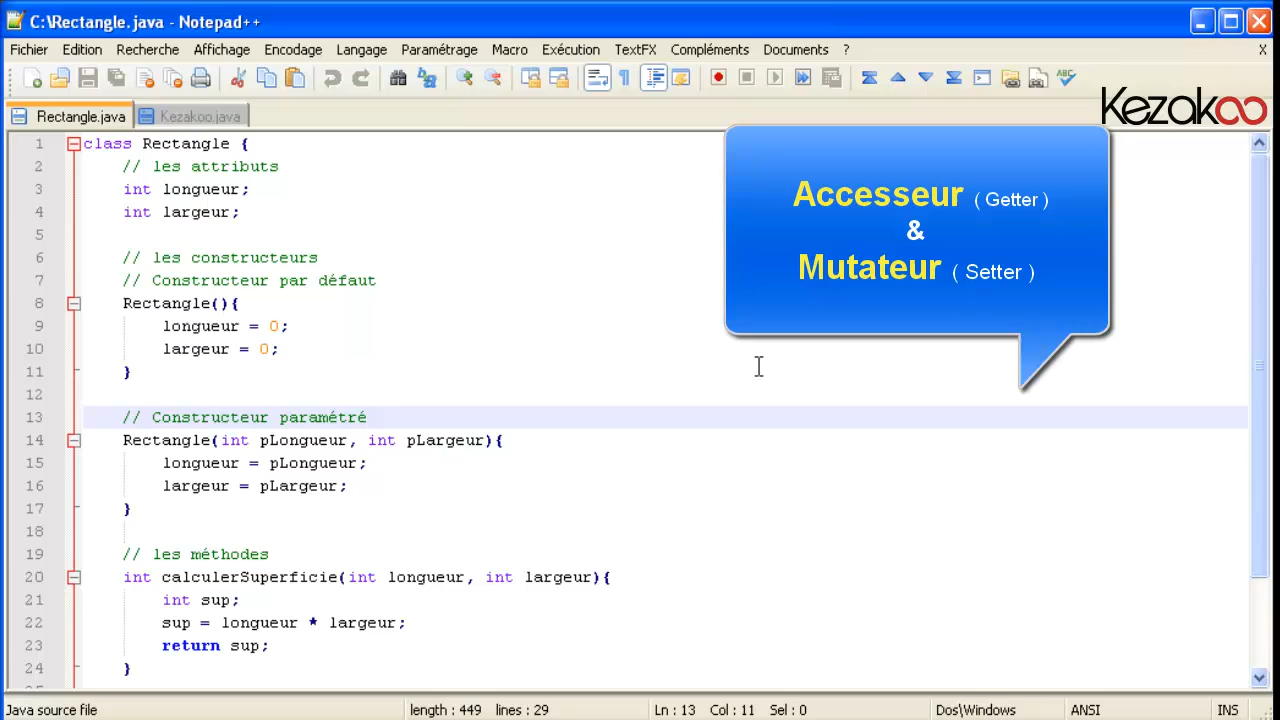 C:\Rectangle.java - Notepad++
Fichier Edition Recherche Affichage Encodage Langage Paramétrage Macro Exécution TextFX Compléments Documents ? X
Rectangle.java Kezakoo.java
Kezakoo
Accesseur ( Getter )
&
Mutateur ( Setter )
1 class Rectangle {
2 // les attributs
3 int longueur;
4 int largeur;
5
6 // les constructeurs
7 // Constructeur par défaut
8 Rectangle(){
9 longueur = 0;
10 largeur = 0;
11 }
12
13 // Constructeur paramétré
14 Rectangle(int pLongueur, int pLargeur){
15 longueur = pLongueur;
16 largeur = pLargeur;
17 }
18
19 // les méthodes
20 int calculerSuperficie(int longueur, int largeur){
21 int sup;
22 sup = longueur * largeur;
23 return sup;
24 }
Java source file length : 449 lines : 29 Ln : 13 Col : 11 Sel : 0 Dos\Windows ANSI INS